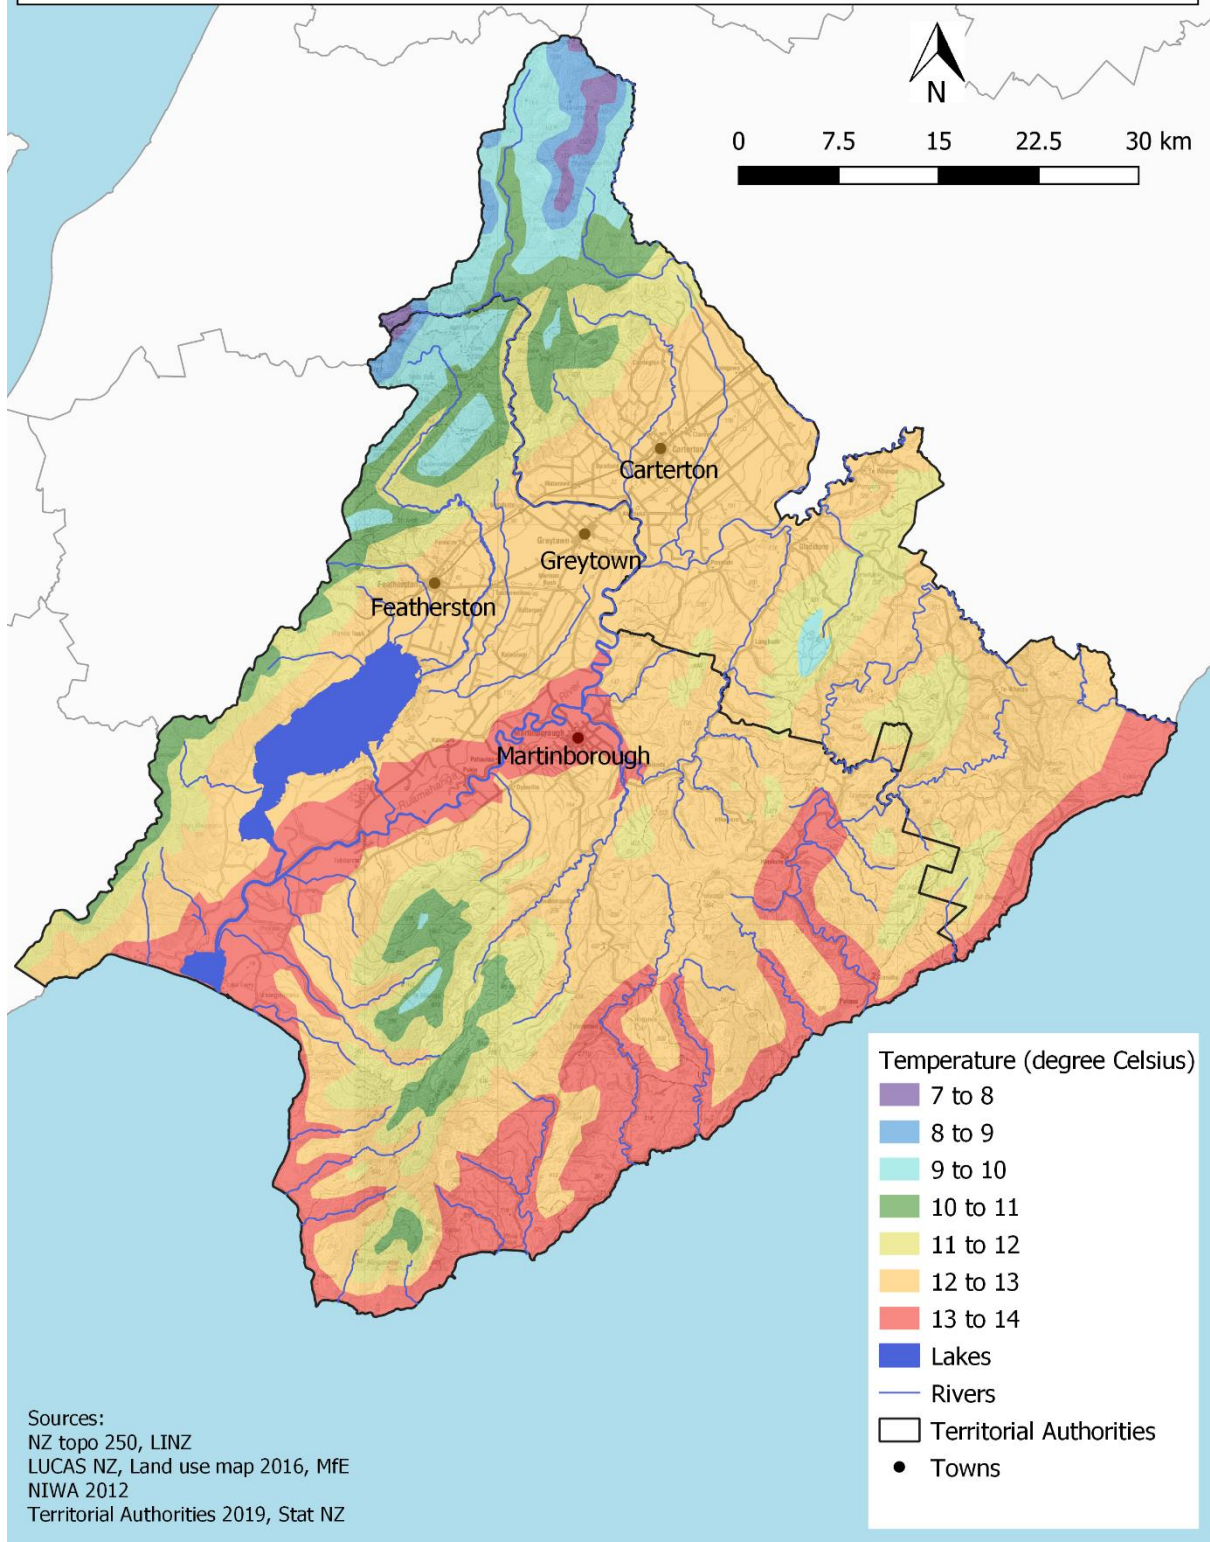 N
0 7.5 15 22.5 30 km
Carterton
Greytown
Featherston
Martinborough
Temperature (degree Celsius)
7 to 8
8 to 9
9 to 10
10 to 11
11 to 12
12 to 13
13 to 14
Lakes
Rivers
Territorial Authorities
Towns
Sources:
NZ topo 250, LINZ
LUCAS NZ, Land use map 2016, MfE
NIWA 2012
Territorial Authorities 2019, Stat NZ